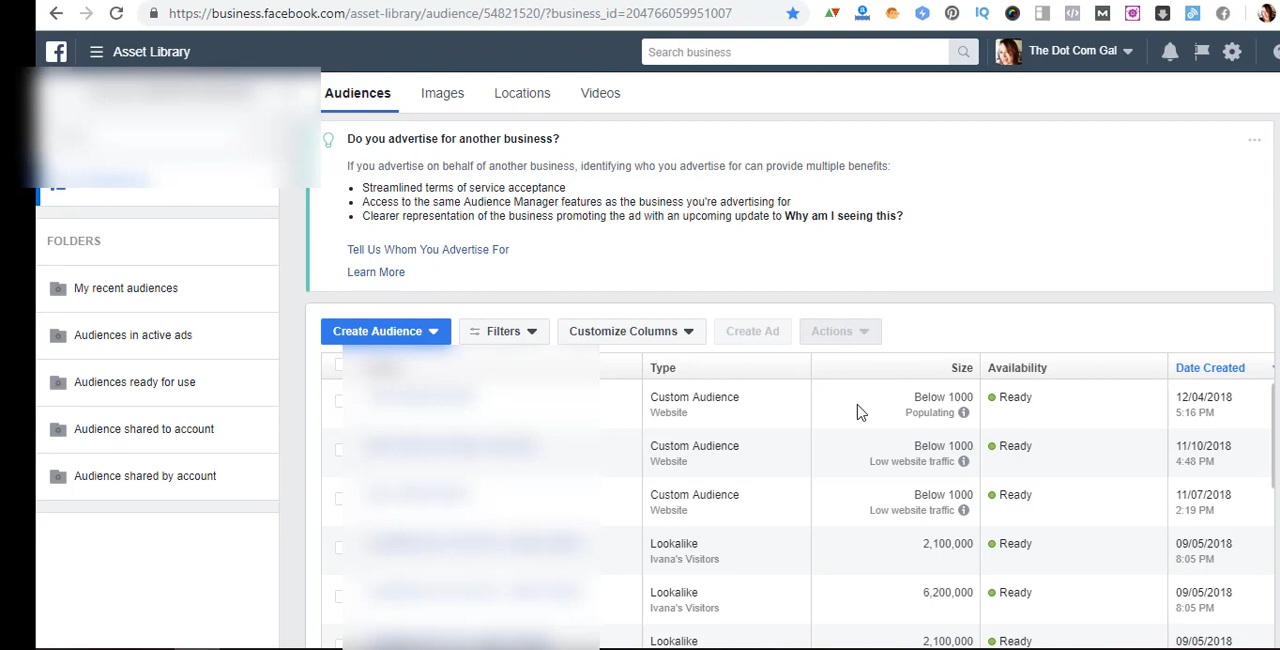 https://business.facebook.com/asset-library/audience/54821520/?business_id=204766059951007
Asset Library
Search business
The Dot Com Gal
Audiences
Images
Locations
Videos
Do you advertise for another business?
If you advertise on behalf of another business, identifying who you advertise for can provide multiple benefits:
• Streamlined terms of service acceptance
• Access to the same Audience Manager features as the business you're advertising for
• Clearer representation of the business promoting the ad with an upcoming update to Why am I seeing this?
Tell Us Whom You Advertise For
Learn More
FOLDERS
My recent audiences
Audiences in active ads
Audiences ready for use
Audience shared to account
Audience shared by account
Create Audience
Filters
Customize Columns
Create Ad
Actions
Type Size Availability Date Created
Custom Audience Below 1000 Ready 12/04/2018
Website Populating 5:16 PM
Custom Audience Below 1000 Ready 11/10/2018
Website Low website traffic 4:48 PM
Custom Audience Below 1000 Ready 11/07/2018
Website Low website traffic 2:19 PM
Lookalike 2,100,000 Ready 09/05/2018
Ivana's Visitors 8:05 PM
Lookalike 6,200,000 Ready 09/05/2018
Ivana's Visitors 8:05 PM
Lookalike 2,100,000 Ready 09/05/2018